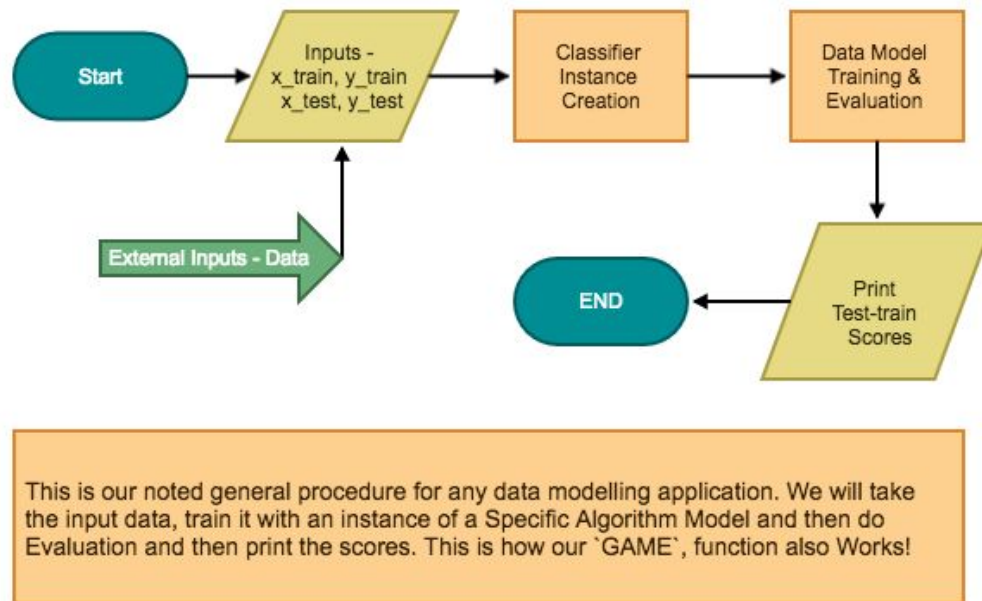 Start
Inputs -
x_train, y_train
x_test, y_test
Classifier
Instance
Creation
Data Model
Training &
Evaluation
External Inputs - Data
END
Print
Test-train
Scores
This is our noted general procedure for any data modelling application. We will take
the input data, train it with an instance of a Specific Algorithm Model and then do
Evaluation and then print the scores. This is how our `GAME`, function also Works!